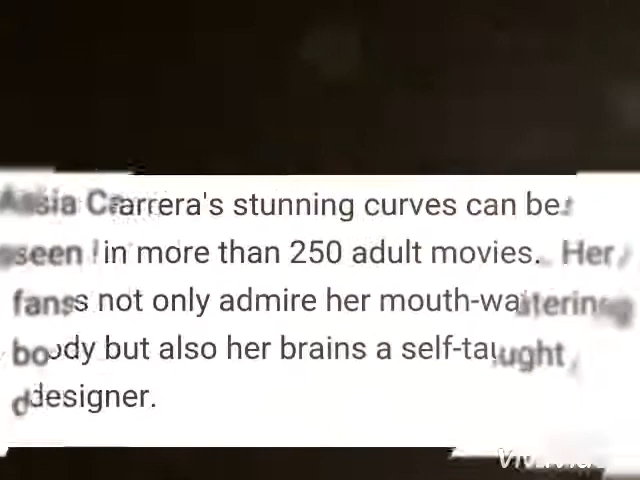 Asia Carrera's stunning curves can be
seen in more than 250 adult movies. Her
fans not only admire her mouth-watering
body but also her brains a self-taught
designer.